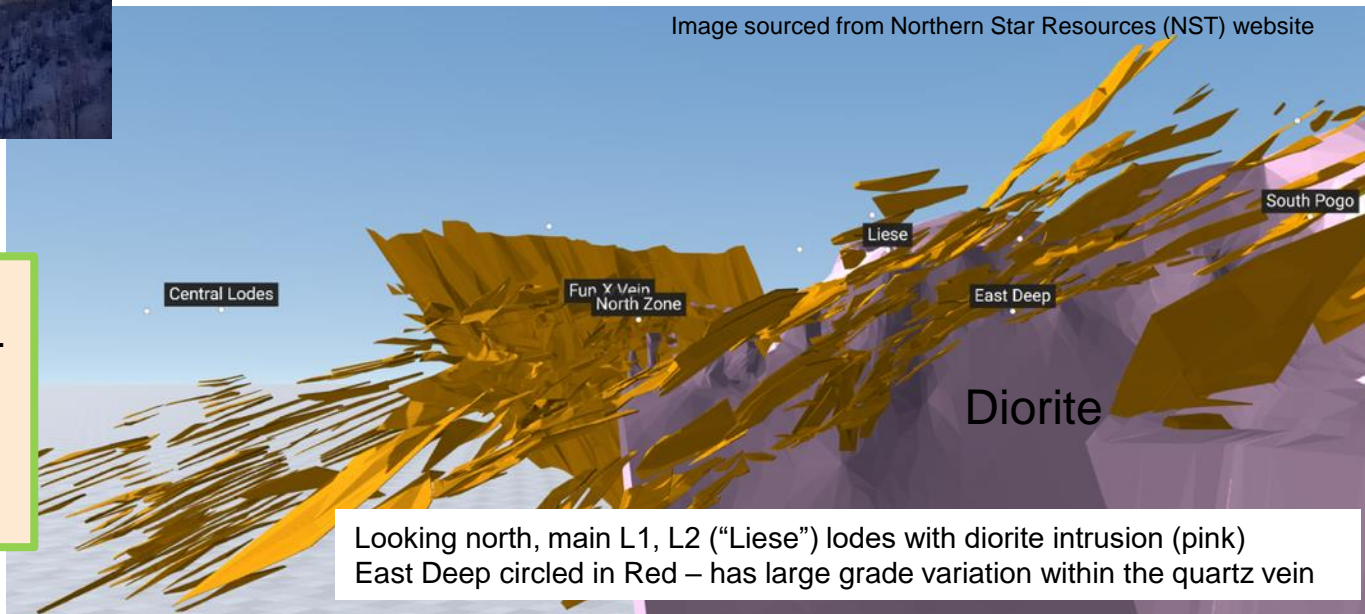 Image sourced from Northern Star Resources (NST) website
South Pogo
Liese
Central Lodes
Fun X Vein
North Zone
East Deep
Diorite
Looking north, main L1, L2 (“Liese”) lodes with diorite intrusion (pink)
East Deep circled in Red – has large grade variation within the quartz vein